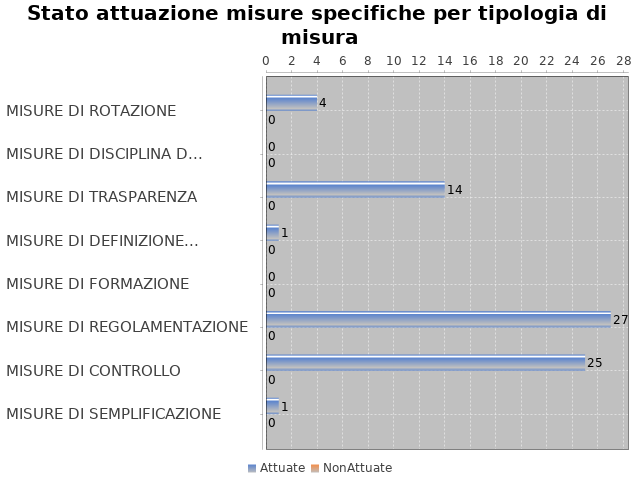 Stato attuazione misure specifiche per tipologia di
misura
0 2 4 6 8 10 12 14 16 18 20 22 24 26 28
MISURE DI ROTAZIONE 4
0
MISURE DI DISCIPLINA D... 0
0
MISURE DI TRASPARENZA 14
0
MISURE DI DEFINIZIONE... 1
0
MISURE DI FORMAZIONE 0
0
MISURE DI REGOLAMENTAZIONE 27
0
MISURE DI CONTROLLO 25
0
MISURE DI SEMPLIFICAZIONE 1
0
Attuate NonAttuate